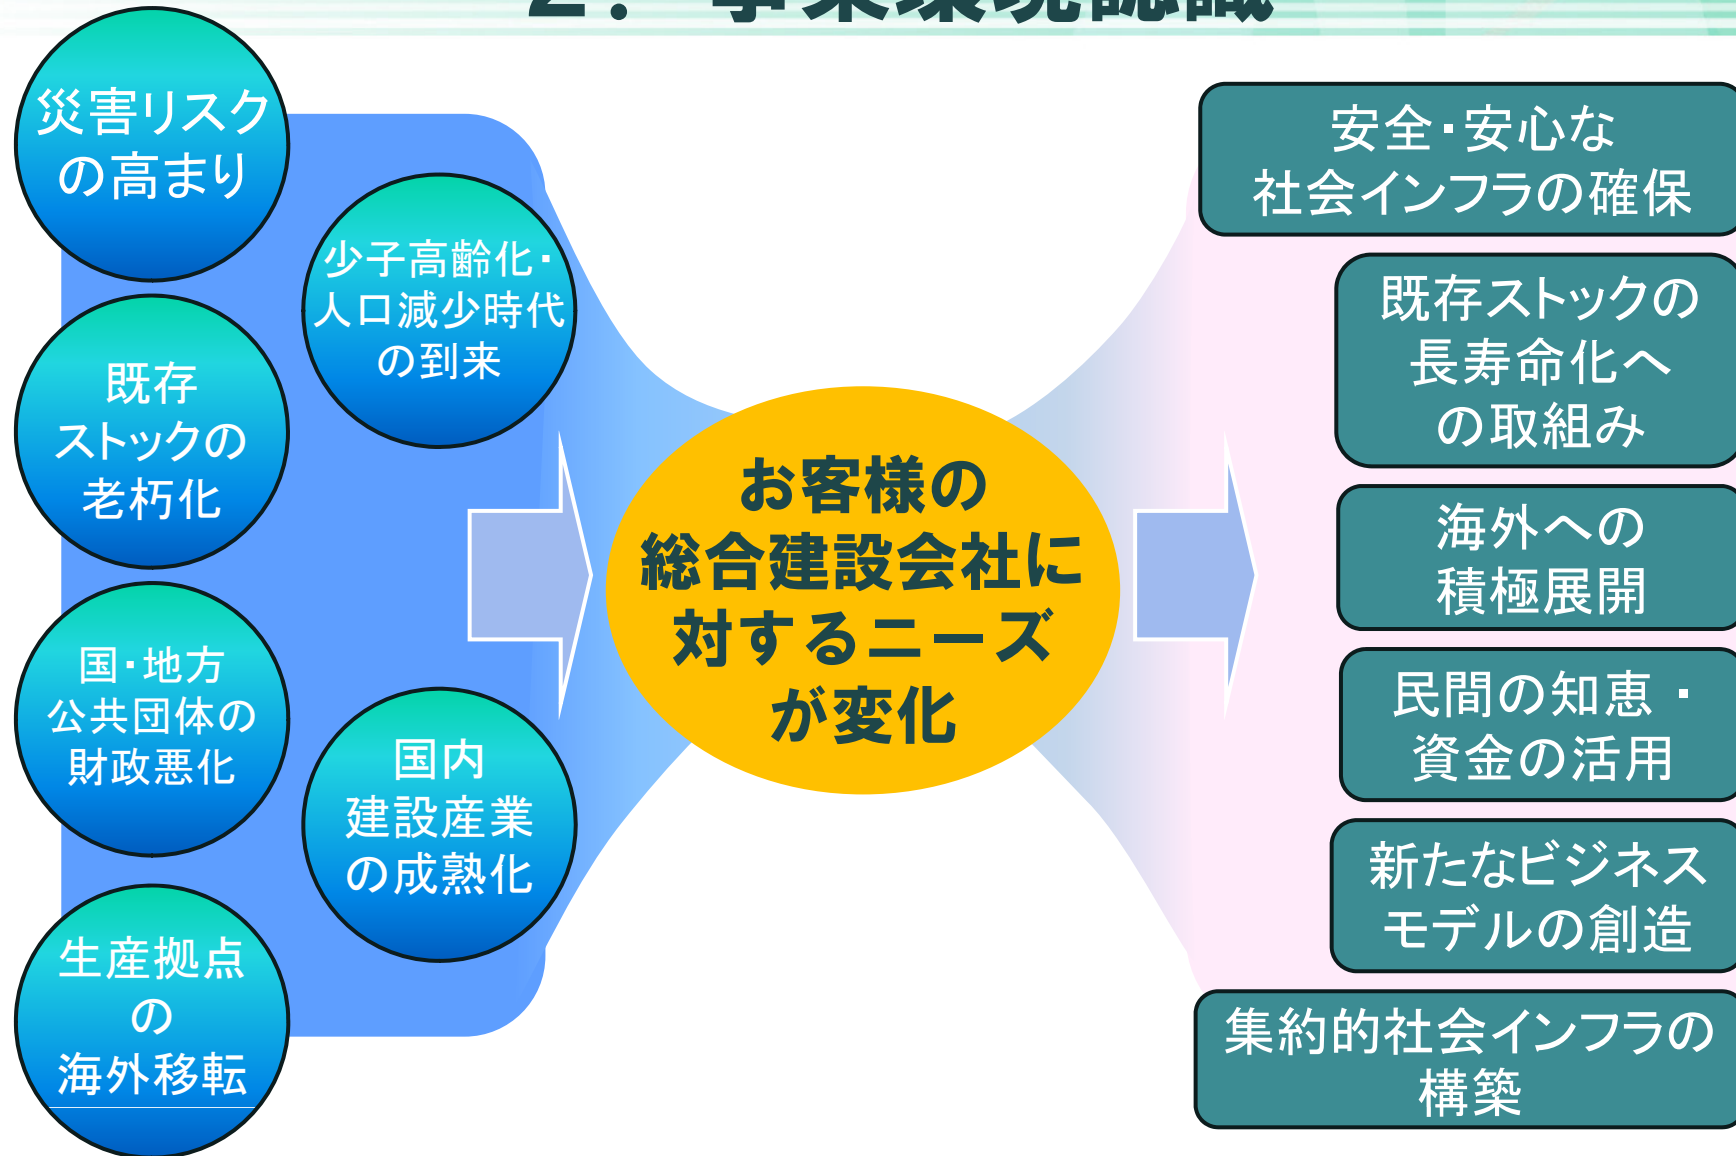 2. 事業環境認識
災害リスク
の高まり
少子高齢化・
人口減少時代
の到来
既存
ストックの
老朽化
国・地方
公共団体の
財政悪化
国内
建設産業
の成熟化
生産拠点
の
海外移転
お客様の
総合建設会社に
対するニーズ
が変化
安全・安心な
社会インフラの確保
既存ストックの
長寿命化へ
の取組み
海外への
積極展開
民間の知恵・
資金の活用
新たなビジネス
モデルの創造
集約的社会インフラの
構築